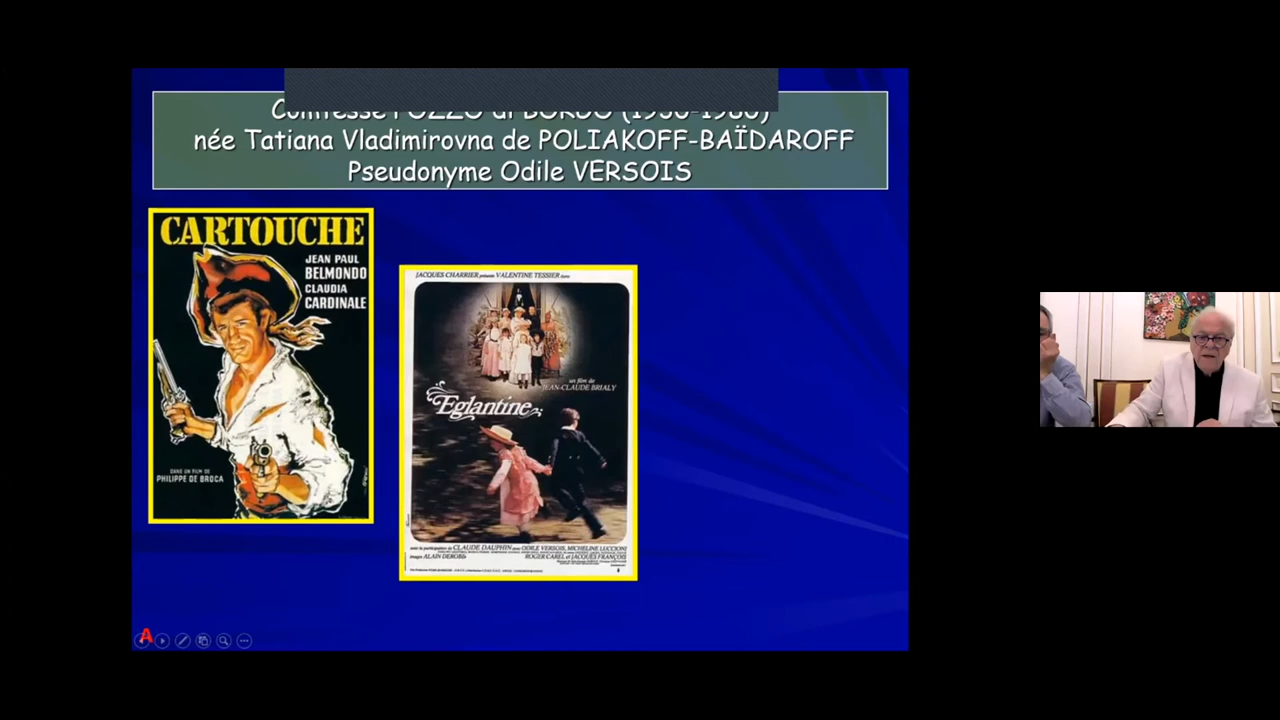 Comtesse POZZO di BORGO (1930-1980)
née Tatiana Vladimirovna de POLIAKOFF-BAÏDAROFF
Pseudonyme Odile VERSOIS
CARTOUCHE
JEAN PAUL
BELMONDO
CLAUDIA
CARDINALE
DANS UN FILM DE
PHILIPPE DE BROCA
JACQUES CHARRIER présente VALENTINE TESSIER dans
un film de
JEAN-CLAUDE BRIALY
Eglantine
avec la participation de CLAUDE DAUPHIN avec ODILE VERSOIS, MICHELINE LUCCIONI
images ALAIN DEROBE ROGER CAREL et JACQUES FRANÇOIS
A